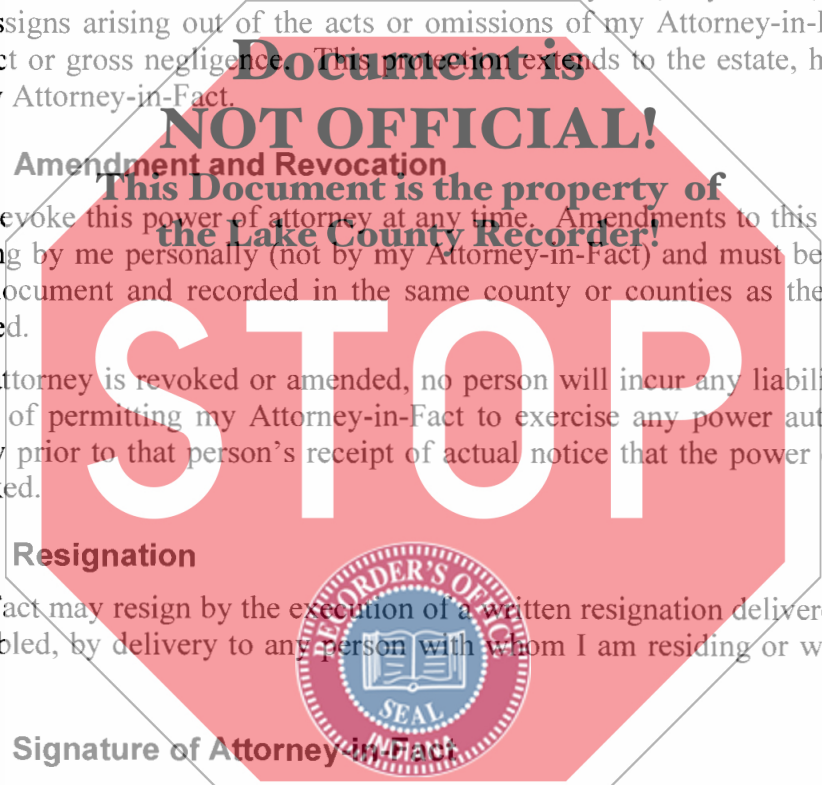 ssigns arising out of the acts or omissions of my Attorney-in-F
ct or gross negligence. This protection extends to the estate, h
Attorney-in-Fact.
Document is
NOT OFFICIAL!
This Document is the property of
the Lake County Recorder!
Amendment and Revocation
evoke this power of attorney at any time. Amendments to this
g by me personally (not by my Attorney-in-Fact) and must be
ocument and recorded in the same county or counties as the
ed.
STOP
ttorney is revoked or amended, no person will incur any liabili
of permitting my Attorney-in-Fact to exercise any power aut
prior to that person's receipt of actual notice that the power
ed.
Resignation
act may resign by the execution of a written resignation deliver
bled, by delivery to any person with whom I am residing or w
RECORDER'S OFFICE
SEAL
INDIANA
Signature of Attorney-in-Fact